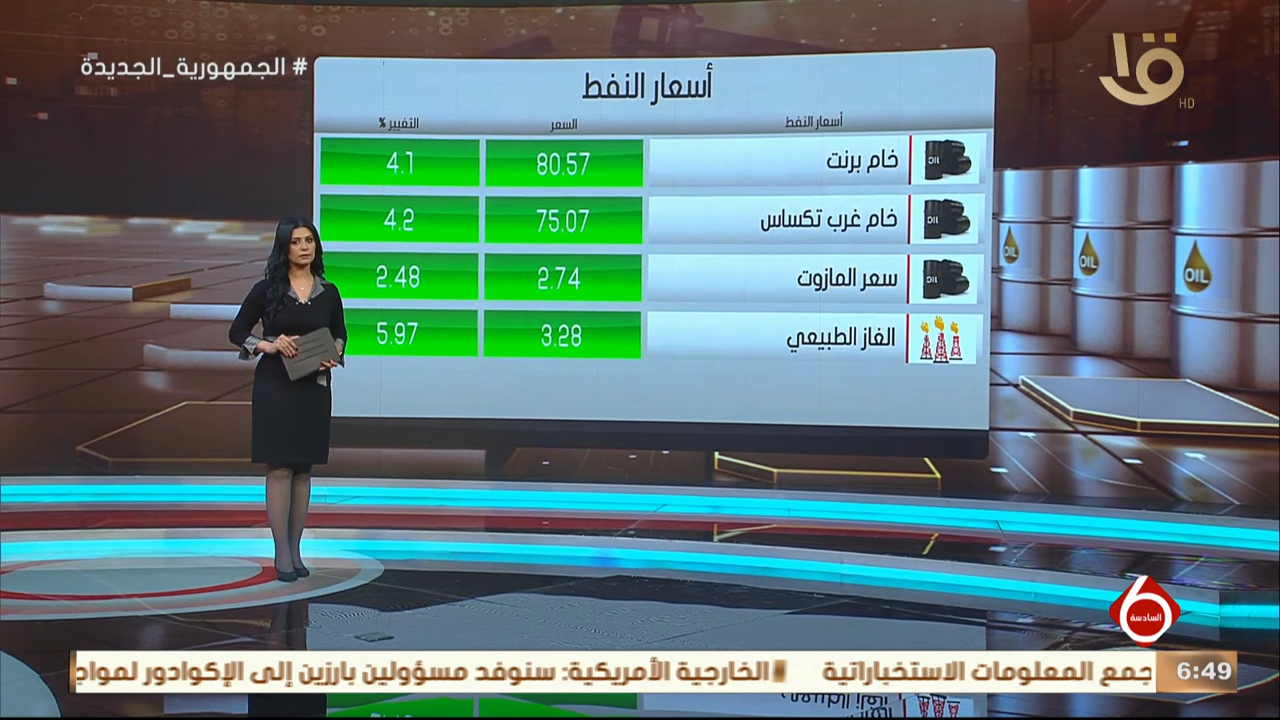 # الجمهورية_الجديدة
HD
أسعار النفط
أسعار النفط السعر التغيير %
خام برنت 80.57 4.1
خام غرب تكساس 75.07 4.2
سعر المازوت 2.74 2.48
الغاز الطبيعي 3.28 5.97
OIL
OIL
OIL
6
السادسة
6:49 جمع المعلومات الاستخباراتية الخارجية الأمريكية: سنوفد مسؤولين بارزين إلى الإكوادور